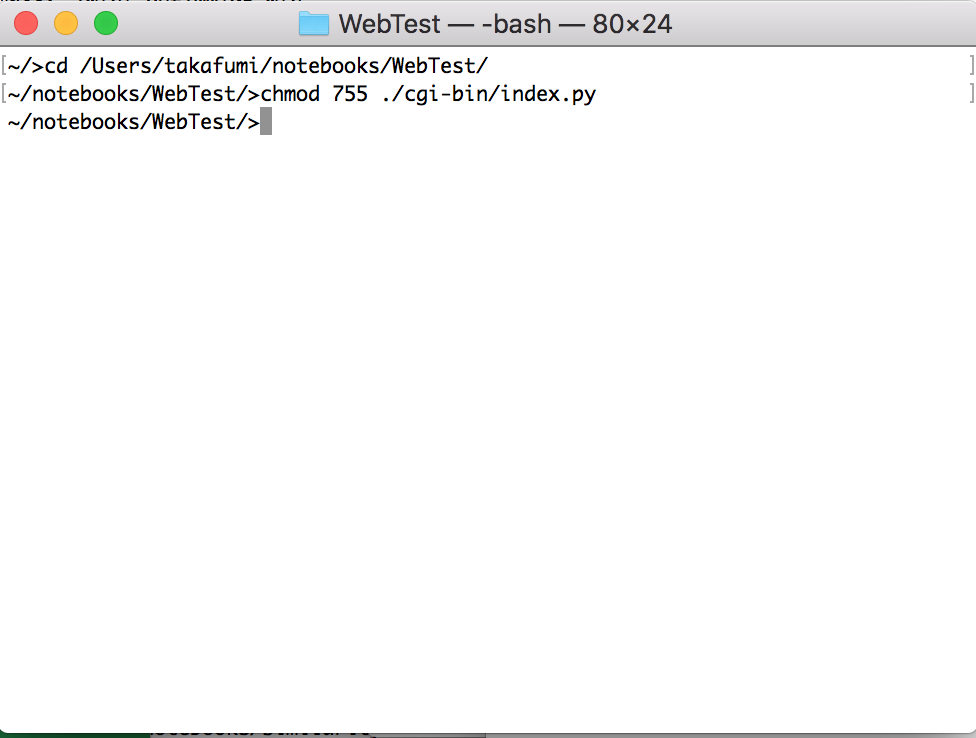 WebTest — -bash — 80×24
[~/>cd /Users/takafumi/notebooks/WebTest/ ]
[~/notebooks/WebTest/>chmod 755 ./cgi-bin/index.py ]
~/notebooks/WebTest/>